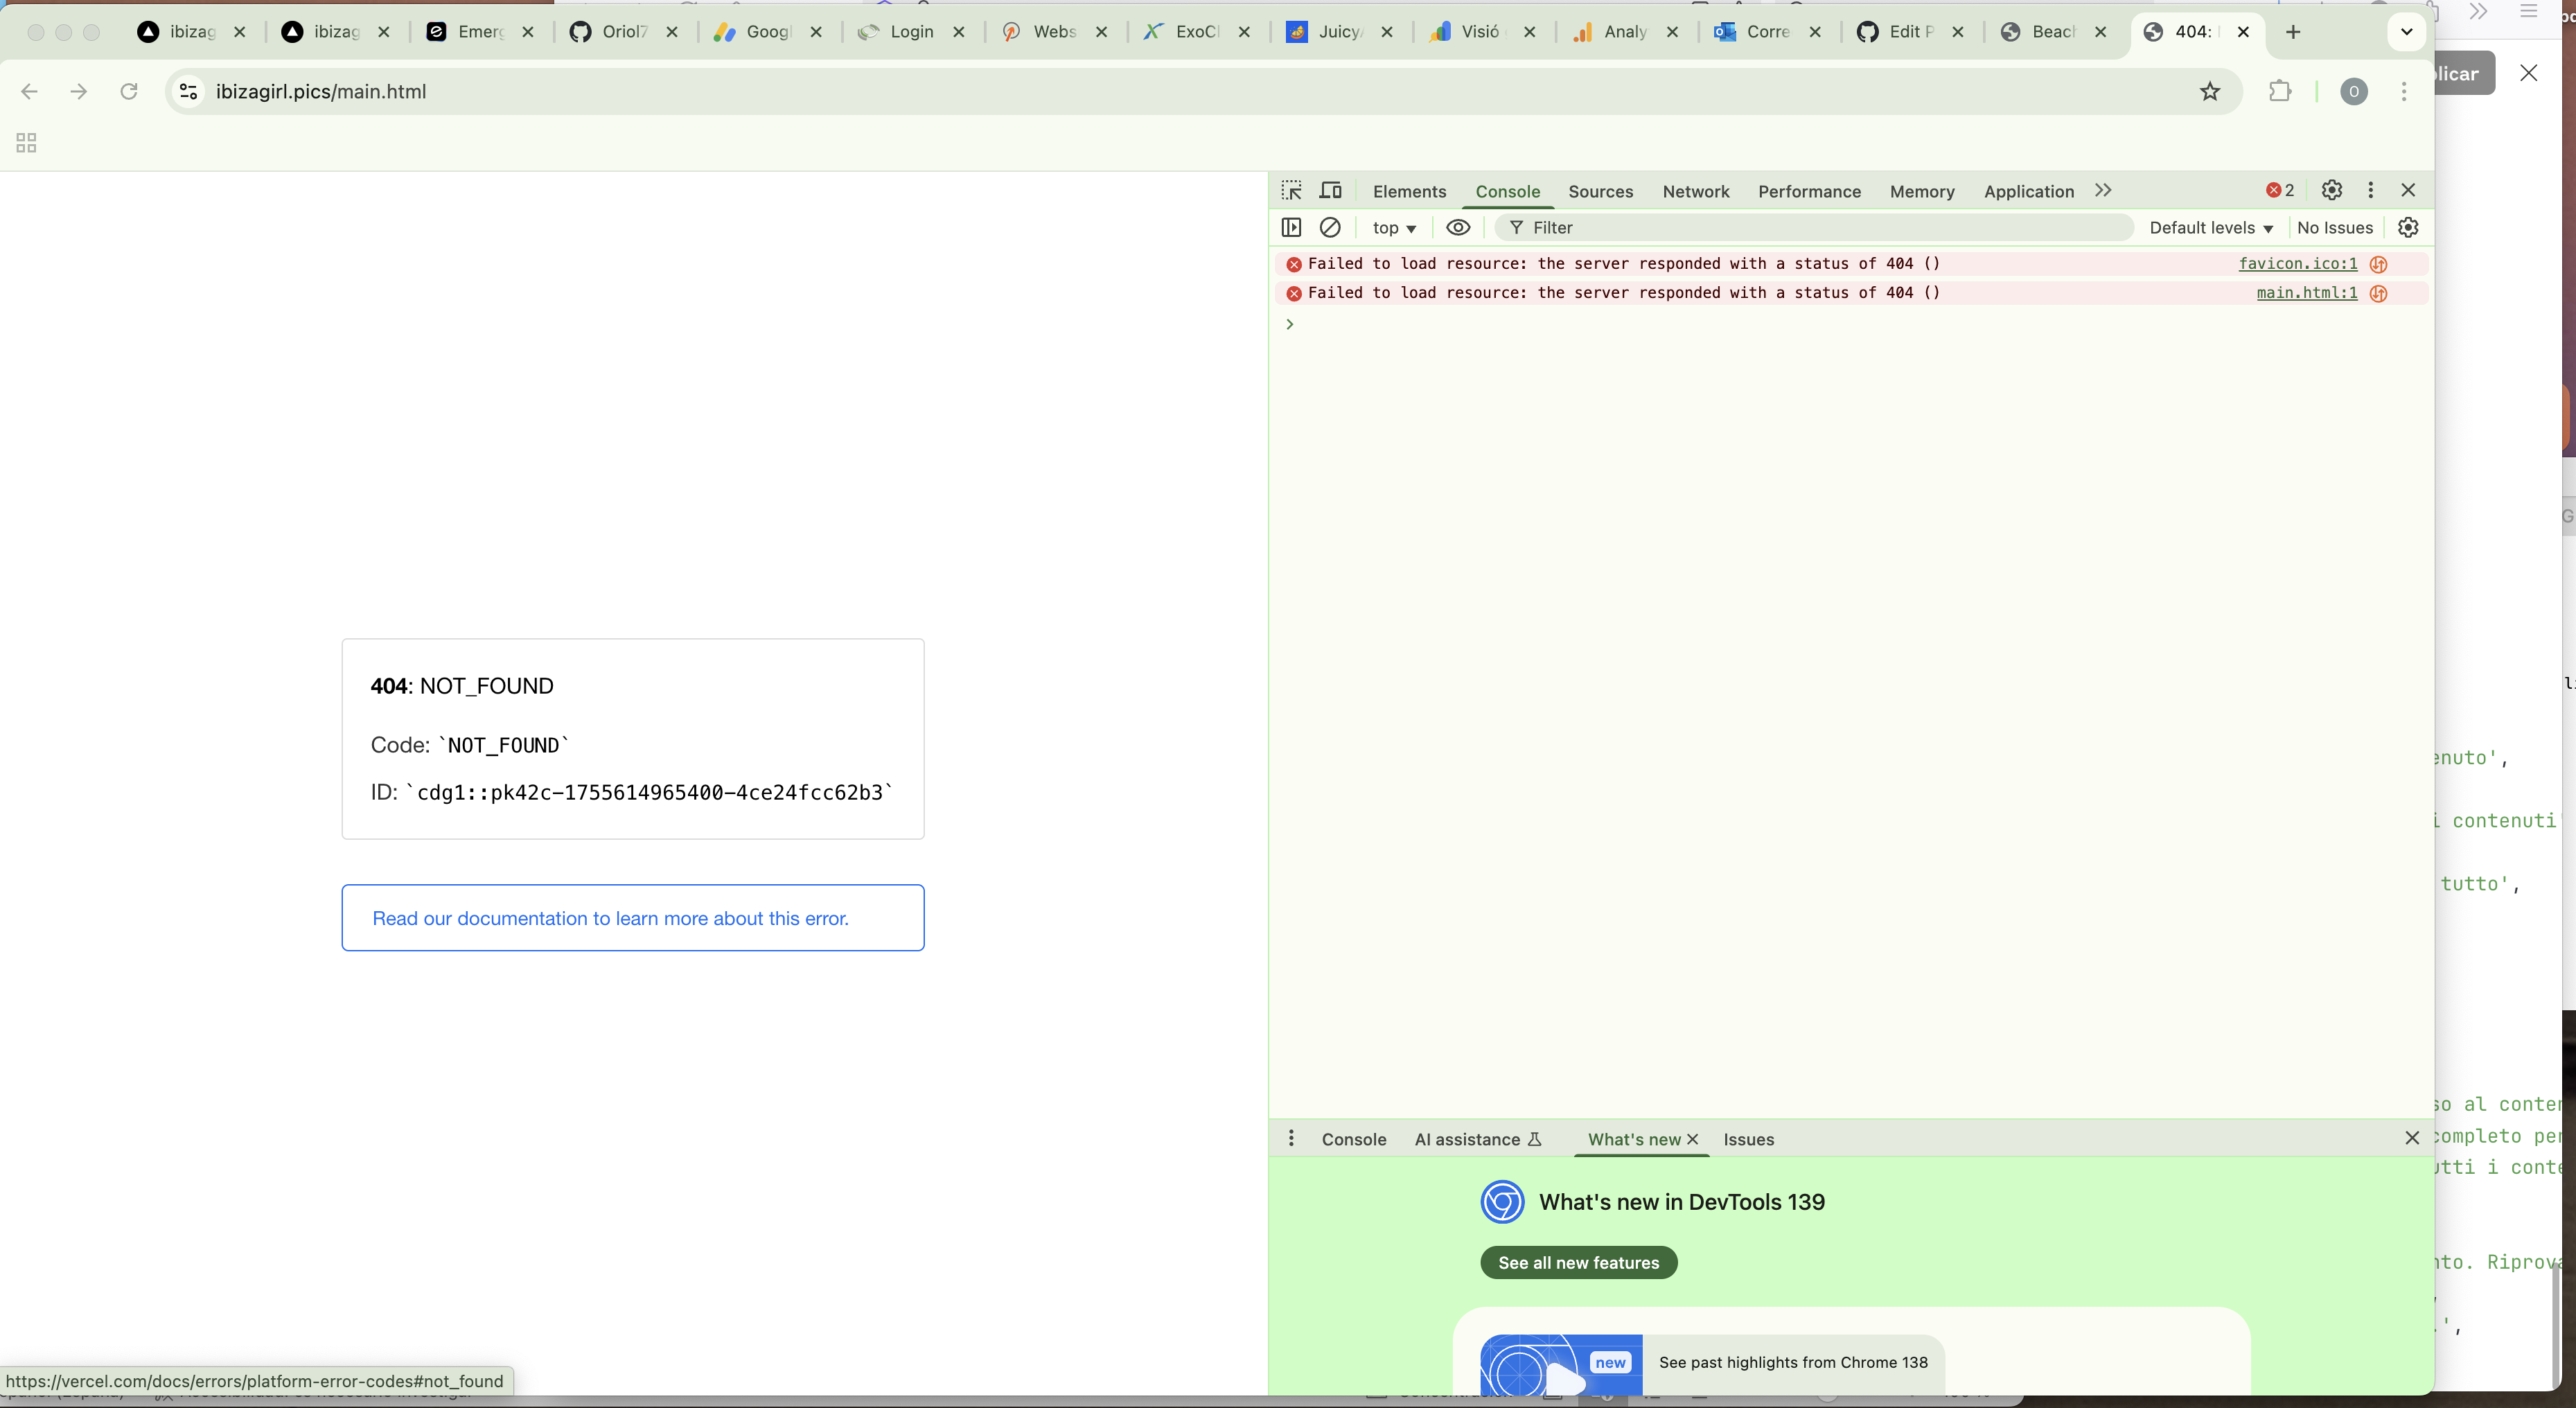 ibizag
ibizag
Emerg
Oriol7
Googl
Login
Webs
ExoCl
Juicy
Visió
Analy
Corre
Edit P
Beach
404:
licar
ibizagirl.pics/main.html
O
Elements Console Sources Network Performance Memory Application
2
top
Filter
Default levels
No Issues
Failed to load resource: the server responded with a status of 404 () favicon.ico:1
Failed to load resource: the server responded with a status of 404 () main.html:1
404: NOT_FOUND
Code: `NOT_FOUND`
ID: `cdg1::pk42c-1755614965400-4ce24fcc62b3`
Read our documentation to learn more about this error.
enuto',
i contenuti'
tutto',
so al conten
completo per
utti i conte
nto. Riprova
Console AI assistance What's new Issues
What's new in DevTools 139
See all new features
new
See past highlights from Chrome 138
https://vercel.com/docs/errors/platform-error-codes#not_found